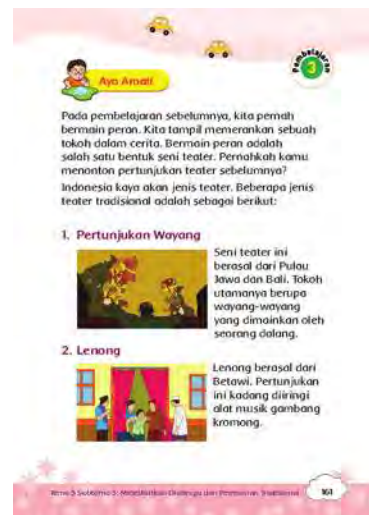 Pembelajaran
3
Ayo Amati
Pada pembelajaran sebelumnya, kita pernah
bermain peran. Kita tampil memerankan sebuah
tokoh dalam cerita. Bermain peran adalah
salah satu bentuk seni teater. Pernahkah kamu
menonton pertunjukan teater sebelumnya?
Indonesia kaya akan jenis teater. Beberapa jenis
teater tradisional adalah sebagai berikut:
1. Pertunjukan Wayang
Seni teater ini
berasal dari Pulau
Jawa dan Bali. Tokoh
utamanya berupa
wayang-wayang
yang dimainkan oleh
seorang dalang.
2. Lenong
Lenong berasal dari
Betawi. Pertunjukan
ini kadang diiringi
alat musik gambang
kromong.
Tema 5 Subtema 3: dan Permainan Tradisional
161